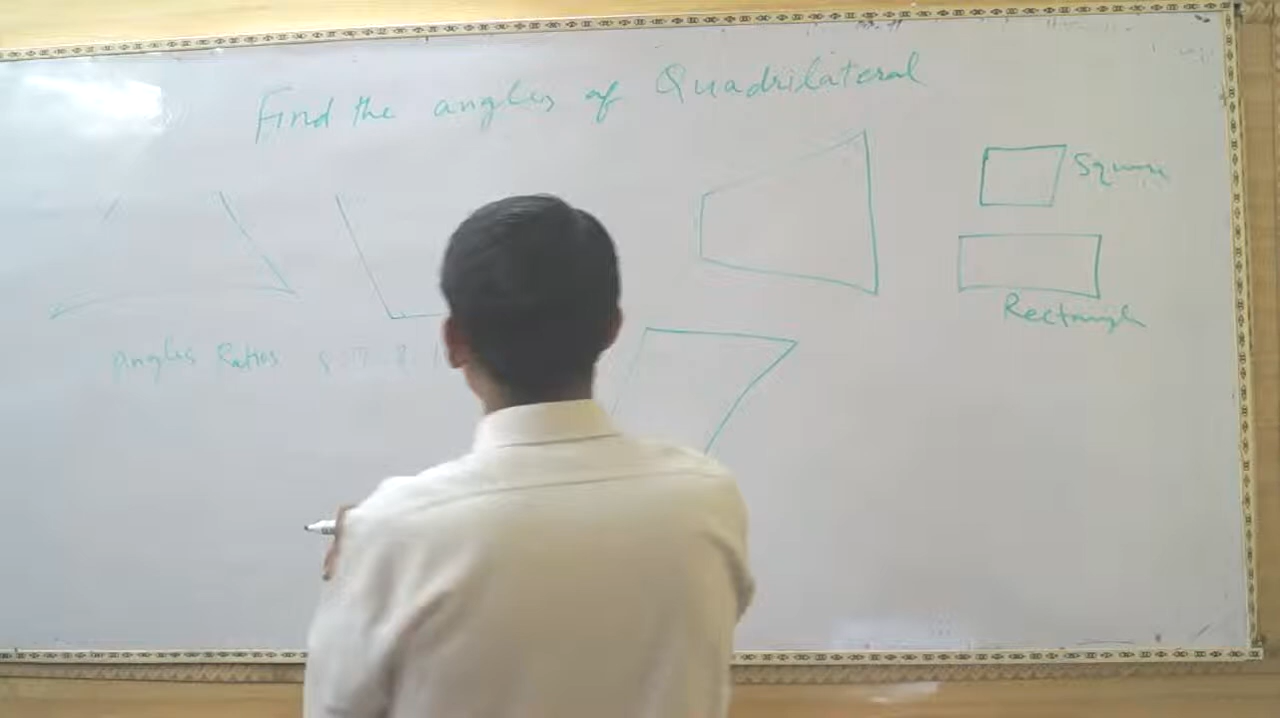 Find the angles of Quadrilateral
Square
Rectangle
Angles Ratios